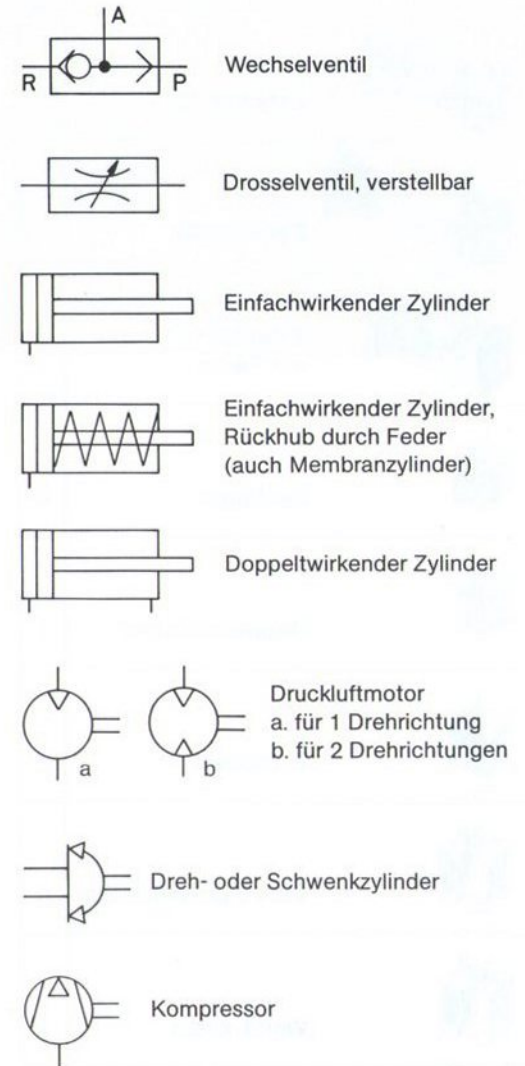 A
R
P
Wechselventil
Drosselventil, verstellbar
Einfachwirkender Zylinder
Einfachwirkender Zylinder,
Rückhub durch Feder
(auch Membranzylinder)
Doppeltwirkender Zylinder
Druckluftmotor
a. für 1 Drehrichtung
b. für 2 Drehrichtungen
a
b
Dreh- oder Schwenkzylinder
Kompressor